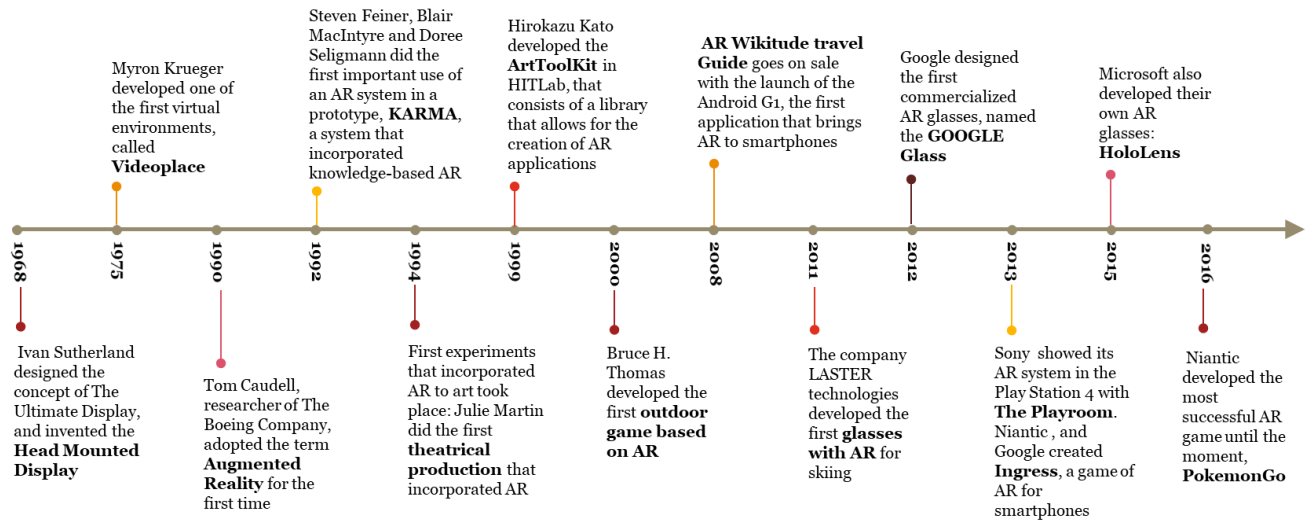 Myron Krueger
developed one of
the first virtual
environments,
called
Videoplace
Steven Feiner, Blair
MacIntyre and Doree
Seligmann did the
first important use of
an AR system in a
prototype, KARMA,
a system that
incorporated
knowledge-based AR
Hirokazu Kato
developed the
ArtToolKit in
HITLab, that
consists of a library
that allows for the
creation of AR
applications
AR Wikitude travel
Guide goes on sale
with the launch of the
Android G1, the first
application that brings
AR to smartphones
Google designed
the first
commercialized
AR glasses, named
the GOOGLE
Glass
Microsoft also
developed their
own AR
glasses:
HoloLens
1968
1975
1990
1992
1994
1999
2000
2008
2011
2012
2013
2015
2016
Ivan Sutherland
designed the
concept of The
Ultimate Display,
and invented the
Head Mounted
Display
Tom Caudell,
researcher of The
Boeing Company,
adopted the term
Augmented
Reality for the
first time
First experiments
that incorporated
AR to art took
place: Julie Martin
did the first
theatrical
production that
incorporated AR
Bruce H.
Thomas
developed the
first outdoor
game based
on AR
The company
LASTER
technologies
developed the
first glasses
with AR for
skiing
Sony showed its
AR system in the
Play Station 4 with
The Playroom.
Niantic , and
Google created
Ingress, a game of
AR for
smartphones
Niantic
developed the
most
successful AR
game until the
moment,
PokemonGo